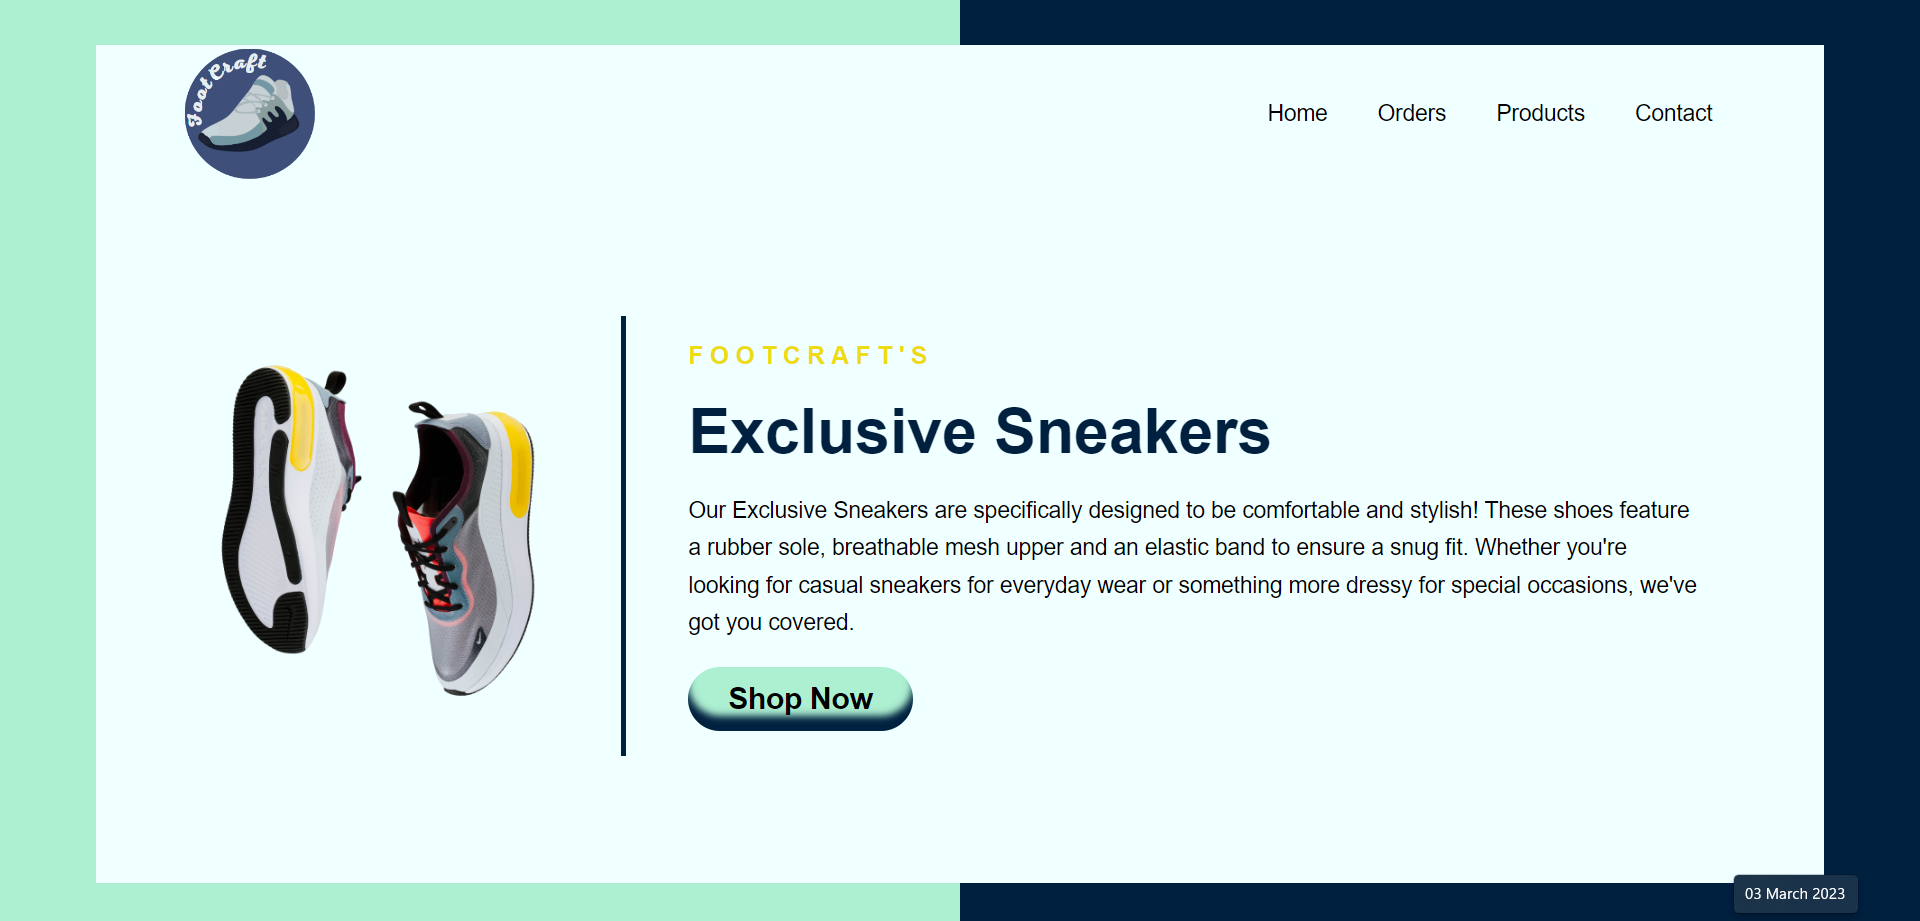 FootCraft
Home Orders Products Contact
FOOTCRAFT'S
Exclusive Sneakers
Our Exclusive Sneakers are specifically designed to be comfortable and stylish! These shoes feature
a rubber sole, breathable mesh upper and an elastic band to ensure a snug fit. Whether you're
looking for casual sneakers for everyday wear or something more dressy for special occasions, we've
got you covered.
Shop Now
03 March 2023